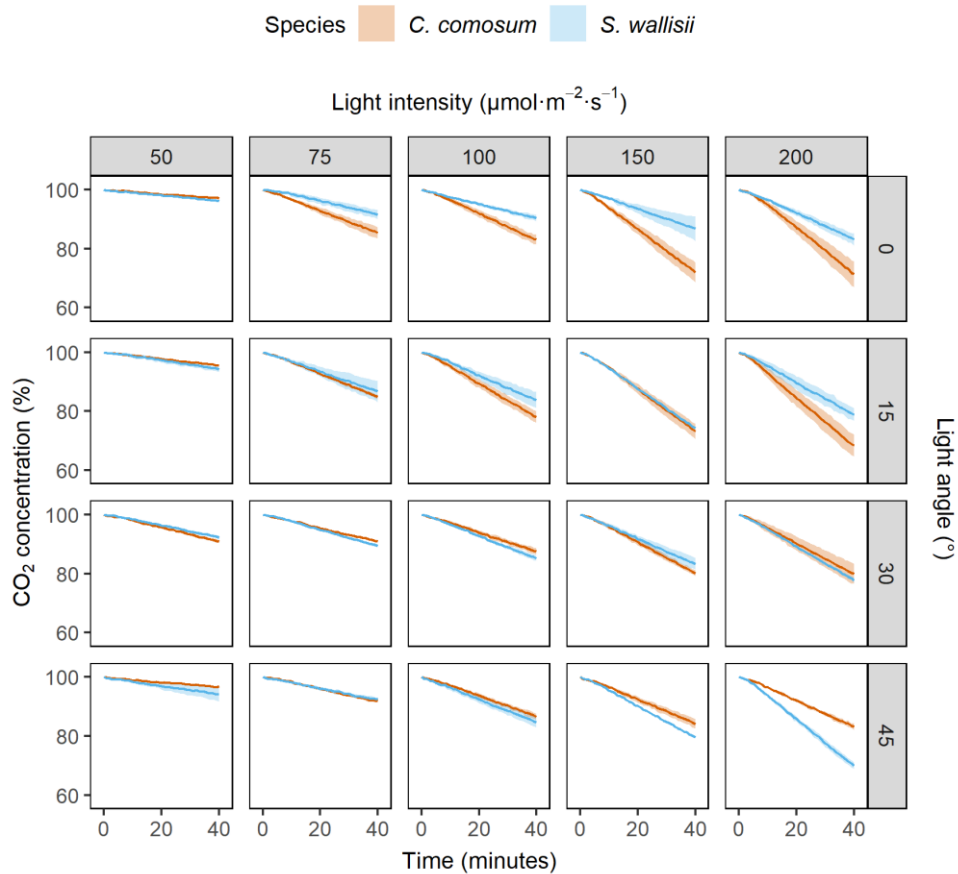 Species C. comosum S. wallisii
Light intensity (µmol·m⁻²·s⁻¹)
50 75 100 150 200
100
80
60
0
100
80
60
15
100
80
60
30
100
80
60
45
CO₂ concentration (%)
Light angle (°)
0 20 40 0 20 40 0 20 40 0 20 40 0 20 40
Time (minutes)